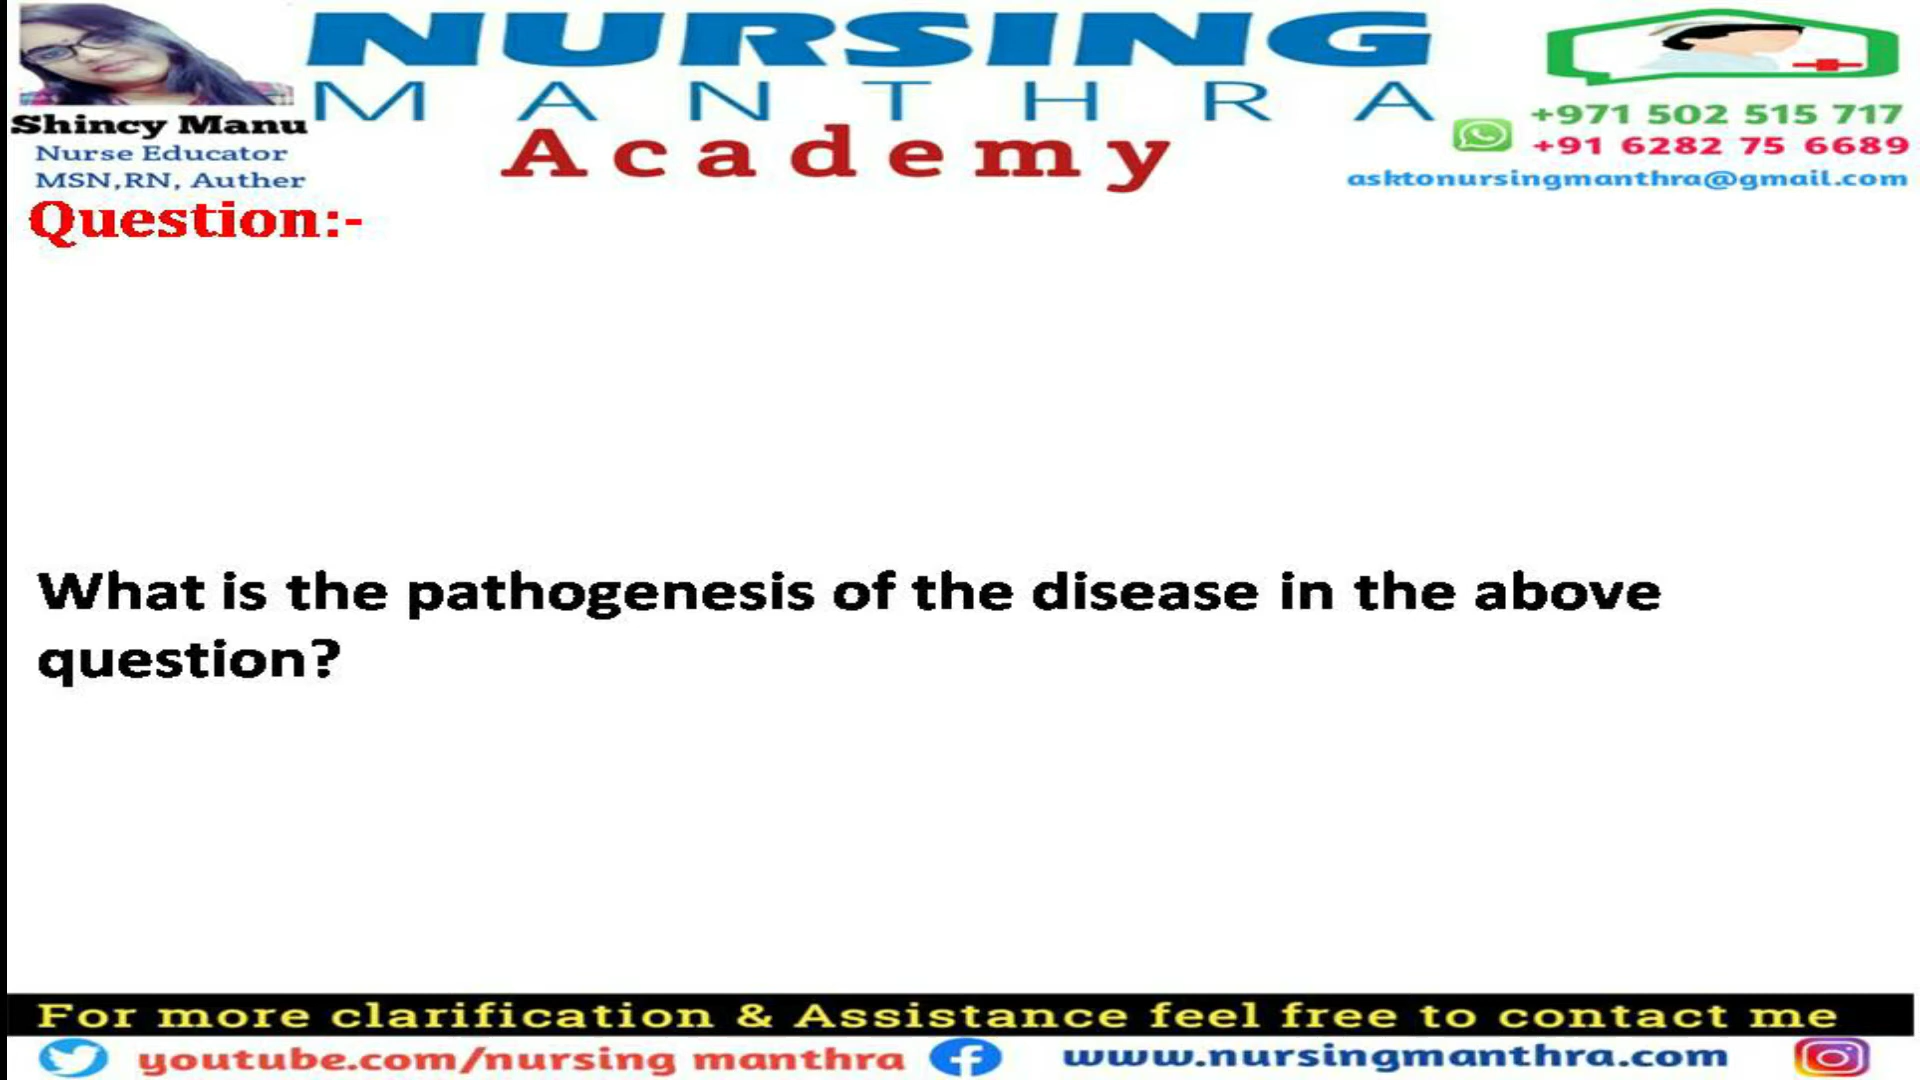 NURSING
MANTHRA
Academy
Shincy Manu
Nurse Educator
MSN,RN, Auther
+971 502 515 717
+91 6282 75 6689
asktonursingmanthra@gmail.com
Question:-
What is the pathogenesis of the disease in the above
question?
For more clarification & Assistance feel free to contact me
youtube.com/nursing manthra www.nursingmanthra.com